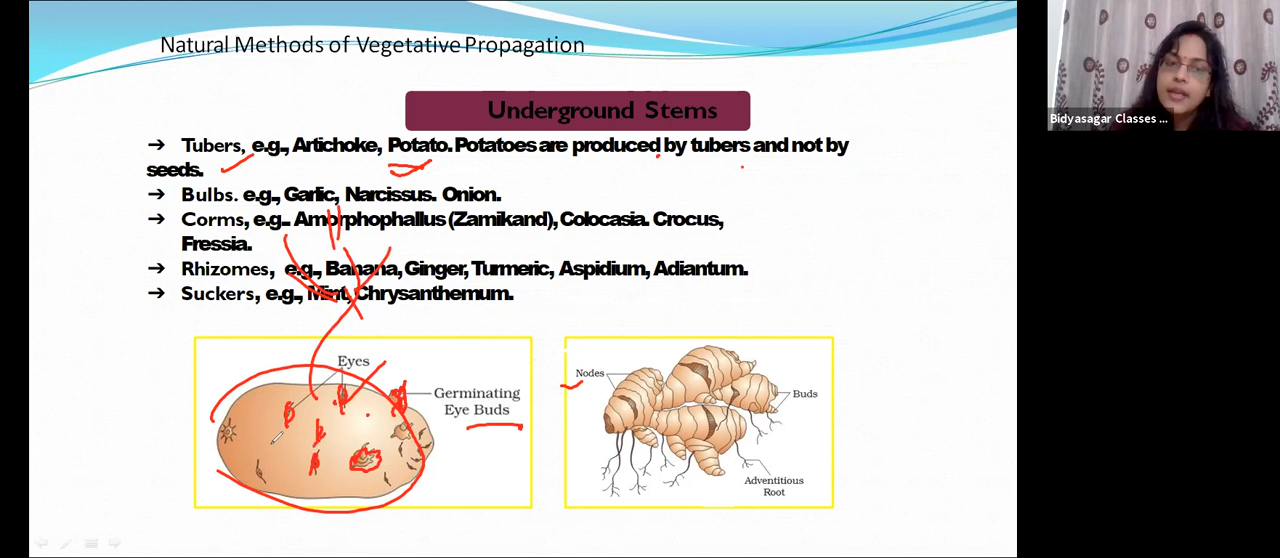 Natural Methods of Vegetative Propagation
Underground Stems
➔ Tubers, e.g., Artichoke, Potato. Potatoes are produced by tubers and not by
seeds.
➔ Bulbs. e.g., Garlic, Narcissus. Onion.
➔ Corms, e.g.. Amorphophallus (Zamikand), Colocasia. Crocus,
Fressia.
➔ Rhizomes, e.g., Banana, Ginger, Turmeric, Aspidium, Adiantum.
➔ Suckers, e.g., Mint, Chrysanthemum.
Eyes
Germinating
Eye Buds
Nodes
Buds
Adventitious
Root
Bidyasagar Classes ...